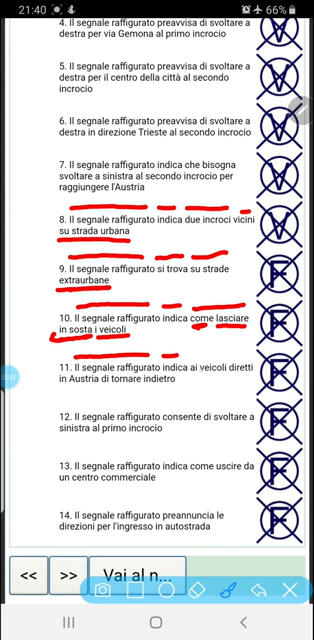 21:40
66%
4. Il segnale raffigurato preavvisa di svoltare a
destra per via Gemona al primo incrocio
V
5. Il segnale raffigurato preavvisa di svoltare a
destra per il centro della città al secondo
incrocio
V
6. Il segnale raffigurato preavvisa di svoltare a
destra in direzione Trieste al secondo incrocio
V
7. Il segnale raffigurato indica che bisogna
svoltare a sinistra al secondo incrocio per
raggiungere l'Austria
V
8. Il segnale raffigurato indica due incroci vicini
su strada urbana
V
9. Il segnale raffigurato si trova su strade
extraurbane
F
10. Il segnale raffigurato indica come lasciare
in sosta i veicoli
F
11. Il segnale raffigurato indica ai veicoli diretti
in Austria di tornare indietro
F
12. Il segnale raffigurato consente di svoltare a
sinistra al primo incrocio
F
13. Il segnale raffigurato indica come uscire da
un centro commerciale
F
14. Il segnale raffigurato preannuncia le
direzioni per l'ingresso in autostrada
F
<< >> Vai al n...